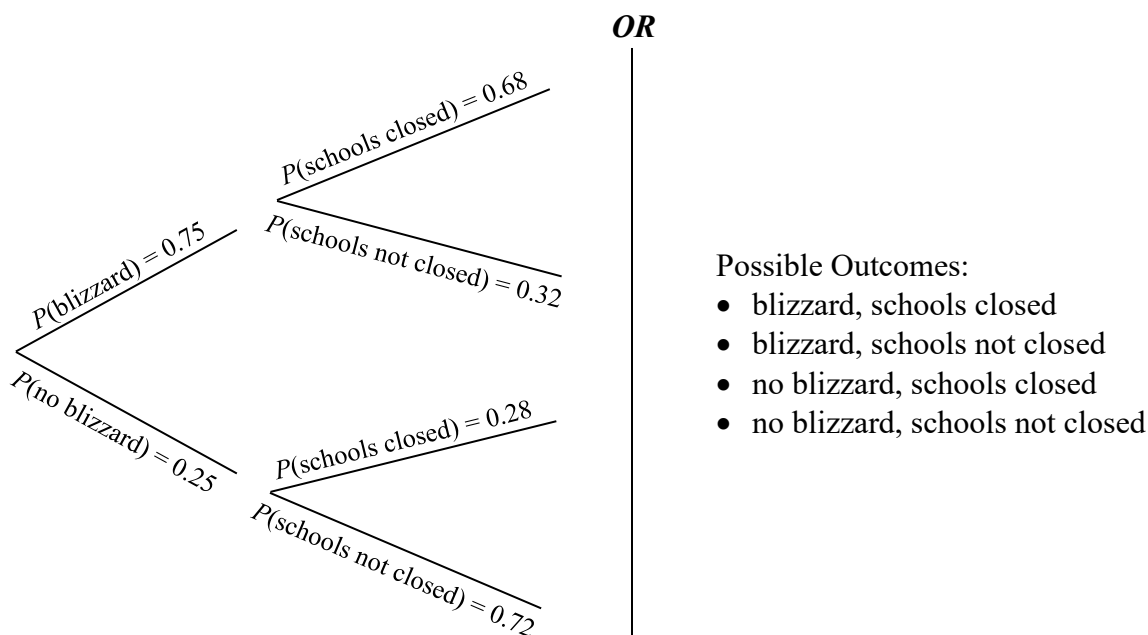 OR
P(schools closed) = 0.68
P(blizzard) = 0.75
P(schools not closed) = 0.32
P(no blizzard) = 0.25
P(schools closed) = 0.28
P(schools not closed) = 0.72
Possible Outcomes:
• blizzard, schools closed
• blizzard, schools not closed
• no blizzard, schools closed
• no blizzard, schools not closed